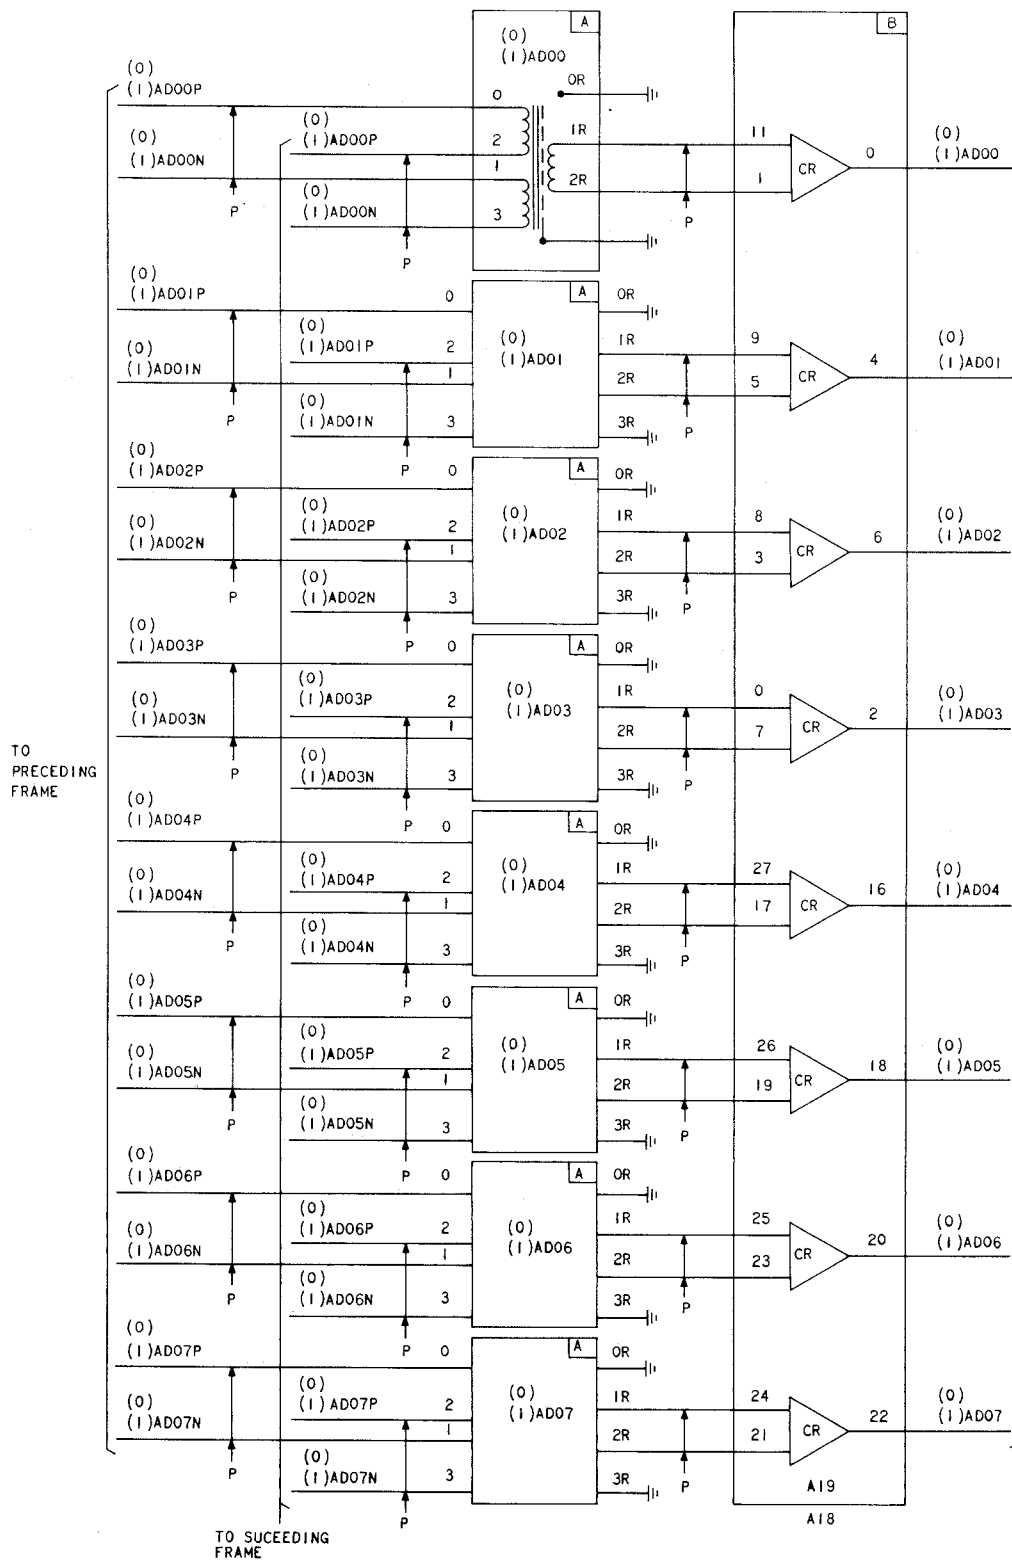 A
B
(0)
(1)AD00
(0)
(1)AD00P
0R
0
(0)
(1)AD00P
2
1R
11
(0)
(1)AD00N
1
CR
0
(0)
(1)AD00
2R
1
(0)
(1)AD00N
3
P
P
P
(0)
(1)AD01P
0
A
0R
(0)
(1)AD01P
2
(0)
(1)AD01
1R
9
(0)
(1)AD01N
1
2R
5
CR
4
(0)
(1)AD01
(0)
(1)AD01N
3
3R
P
P
P
(0)
(1)AD02P
0
A
0R
(0)
(1)AD02P
2
(0)
(1)AD02
1R
8
(0)
(1)AD02N
1
2R
3
CR
6
(0)
(1)AD02
(0)
(1)AD02N
3
3R
P
P
P
(0)
(1)AD03P
0
A
0R
(0)
(1)AD03P
2
(0)
(1)AD03
1R
0
(0)
(1)AD03N
1
2R
7
CR
2
(0)
(1)AD03
(0)
(1)AD03N
3
3R
P
P
P
TO
PRECEDING
FRAME
(0)
(1)AD04P
0
A
0R
(0)
(1)AD04P
2
(0)
(1)AD04
1R
27
(0)
(1)AD04N
1
2R
17
CR
16
(0)
(1)AD04
(0)
(1)AD04N
3
3R
P
P
P
(0)
(1)AD05P
0
A
0R
(0)
(1)AD05P
2
(0)
(1)AD05
1R
26
(0)
(1)AD05N
1
2R
19
CR
18
(0)
(1)AD05
(0)
(1)AD05N
3
3R
P
P
P
(0)
(1)AD06P
0
A
0R
(0)
(1)AD06P
2
(0)
(1)AD06
1R
25
(0)
(1)AD06N
1
2R
23
CR
20
(0)
(1)AD06
(0)
(1)AD06N
3
3R
P
P
P
(0)
(1)AD07P
0
A
0R
(0)
(1)AD07P
2
(0)
(1)AD07
1R
24
(0)
(1)AD07N
1
2R
21
CR
22
(0)
(1)AD07
(0)
(1)AD07N
3
3R
P
P
P
A19
A18
TO SUCEEDING
FRAME